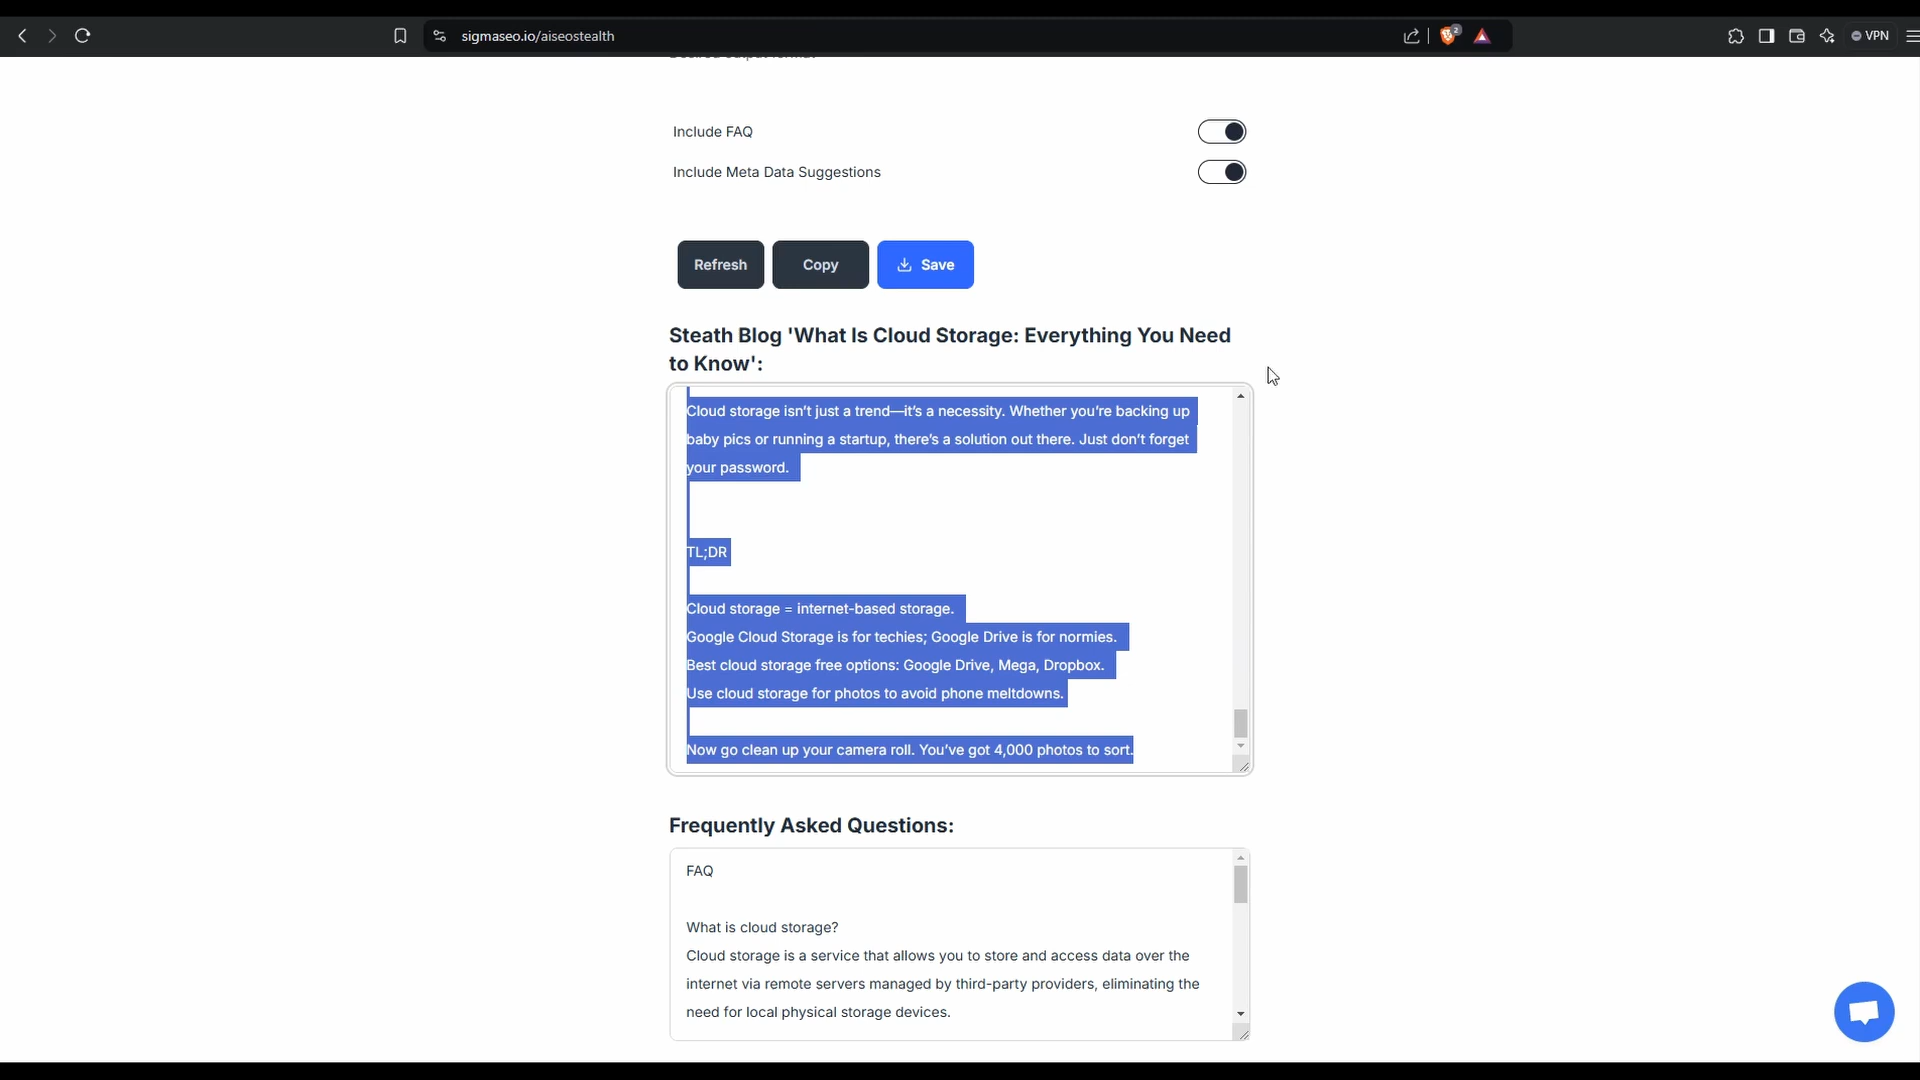 sigmaseo.io/aiseostealth
2
VPN
Include FAQ
Include Meta Data Suggestions
Refresh
Copy
Save
Steath Blog 'What Is Cloud Storage: Everything You Need
to Know':
Cloud storage isn’t just a trend—it’s a necessity. Whether you’re backing up
baby pics or running a startup, there’s a solution out there. Just don’t forget
your password.
TL;DR
Cloud storage = internet-based storage.
Google Cloud Storage is for techies; Google Drive is for normies.
Best cloud storage free options: Google Drive, Mega, Dropbox.
Use cloud storage for photos to avoid phone meltdowns.
Now go clean up your camera roll. You’ve got 4,000 photos to sort.
Frequently Asked Questions:
FAQ
What is cloud storage?
Cloud storage is a service that allows you to store and access data over the
internet via remote servers managed by third-party providers, eliminating the
need for local physical storage devices.